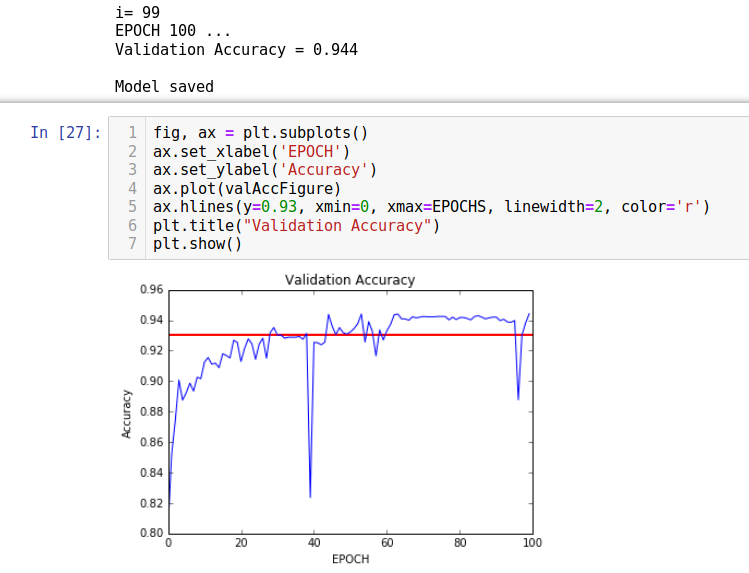 i= 99
EPOCH 100 ...
Validation Accuracy = 0.944
Model saved
In [27]:
1 fig, ax = plt.subplots()
2 ax.set_xlabel('EPOCH')
3 ax.set_ylabel('Accuracy')
4 ax.plot(valAccFigure)
5 ax.hlines(y=0.93, xmin=0, xmax=EPOCHS, linewidth=2, color='r')
6 plt.title("Validation Accuracy")
7 plt.show()
Validation Accuracy
0.96
0.94
0.92
0.90
0.88
0.86
0.84
0.82
0.80
Accuracy
0 20 40 60 80 100
EPOCH